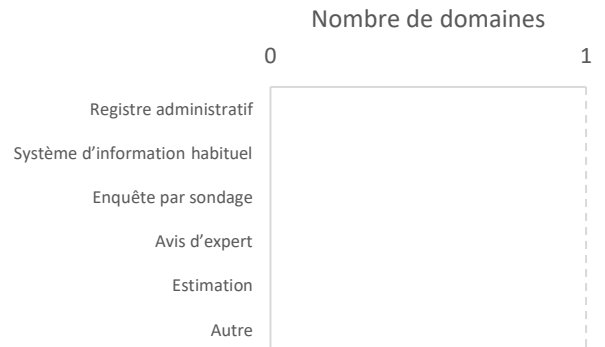 Nombre de domaines
0 1
Registre administratif
Système d’information habituel
Enquête par sondage
Avis d’expert
Estimation
Autre